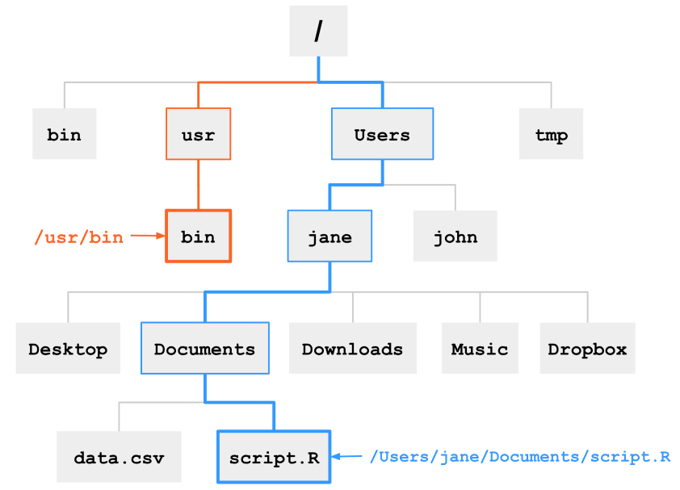 /
bin
usr
Users
tmp
/usr/bin
bin
jane
john
Desktop
Documents
Downloads
Music
Dropbox
data.csv
script.R
/Users/jane/Documents/script.R